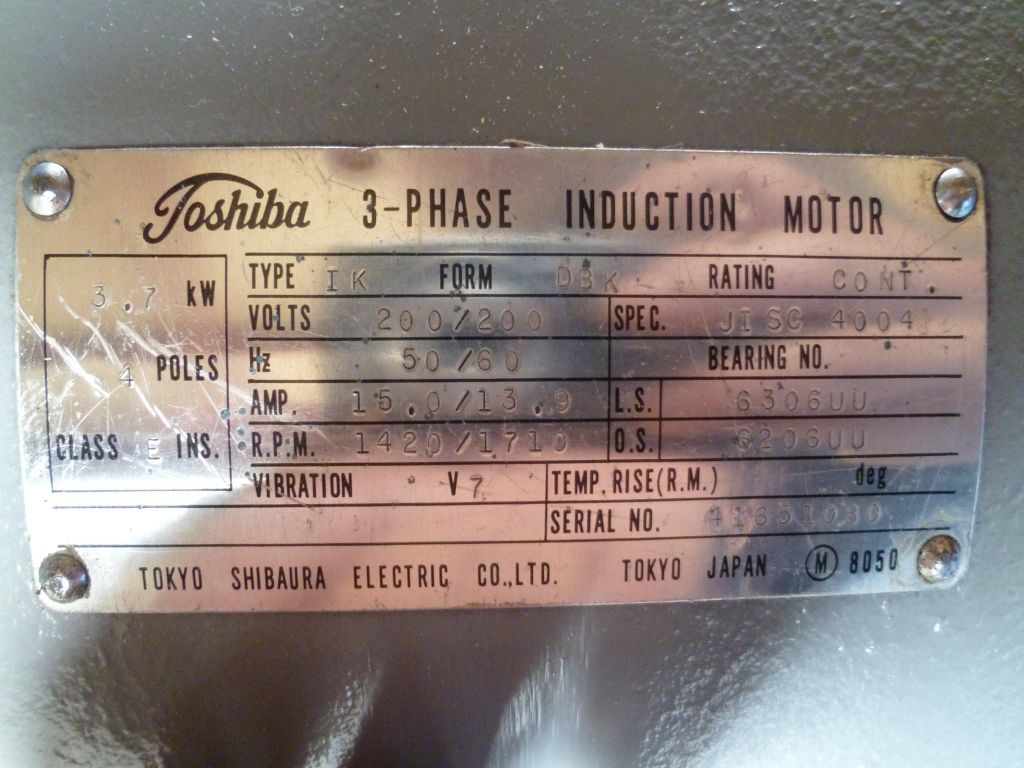 Toshiba 3-PHASE INDUCTION MOTOR
3.7 kW
4 POLES
CLASS E INS.
TYPE IK FORM DBK RATING CONT.
VOLTS 200/200 SPEC. JISC 4004
Hz 50/60 BEARING NO.
AMP. 15.0/13.9 L.S. 6306UU
R.P.M. 1420/1710 O.S. 6206UU
VIBRATION V 7 TEMP. RISE(R.M.) deg
SERIAL NO. 41651030
TOKYO SHIBAURA ELECTRIC CO.,LTD. TOKYO JAPAN Ⓜ 8050